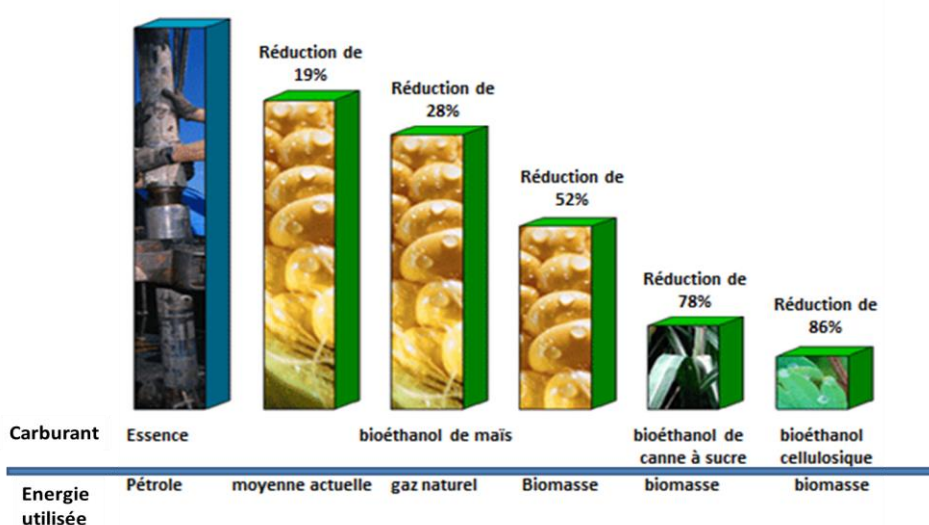 Réduction de
19%
Réduction de
28%
Réduction de
52%
Réduction de
78%
Réduction de
86%
Carburant
Essence
bioéthanol de maïs
bioéthanol de
canne à sucre
bioéthanol
cellulosique
Energie
utilisée
Pétrole
moyenne actuelle
gaz naturel
Biomasse
biomasse
biomasse